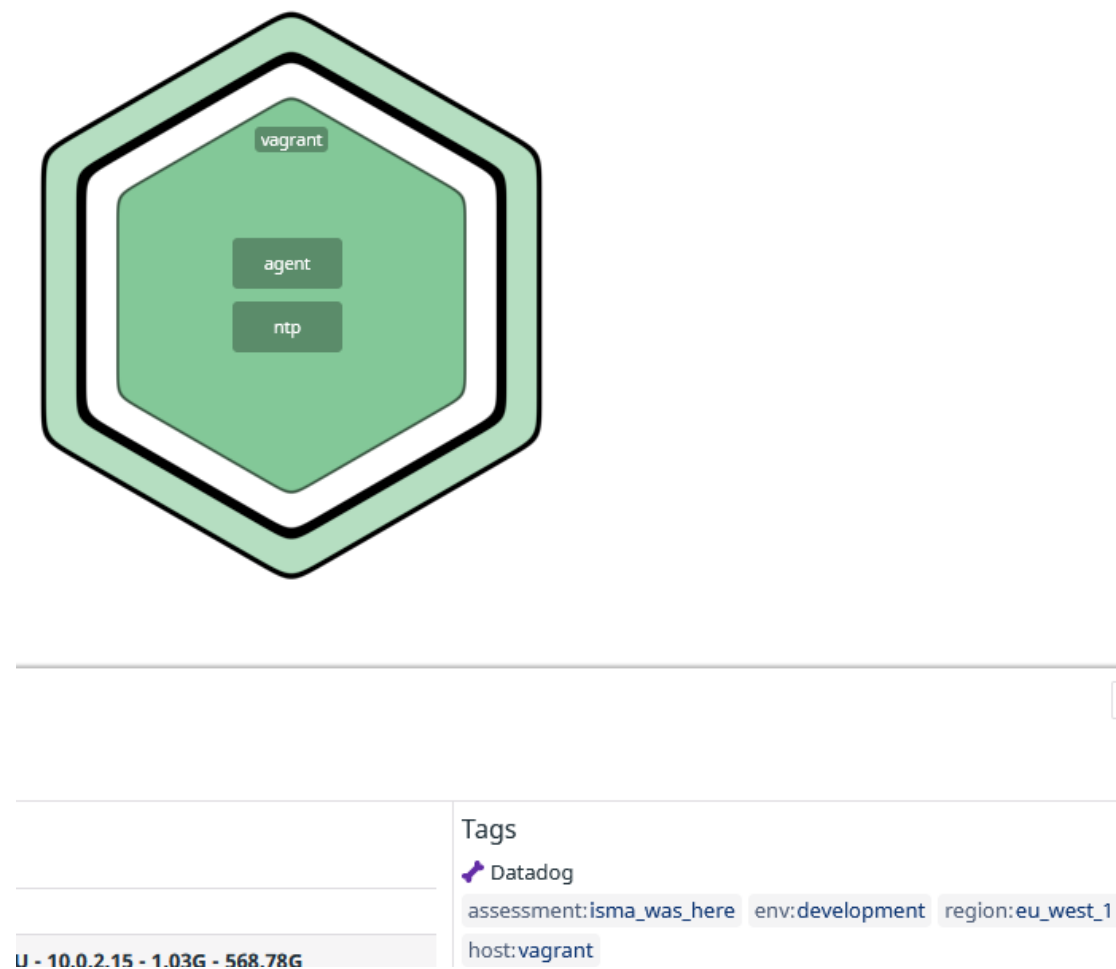 vagrant
agent
ntp
Tags
Datadog
assessment:isma_was_here env:development region:eu_west_1
host:vagrant
U - 10.0.2.15 - 1.03G - 568.78G